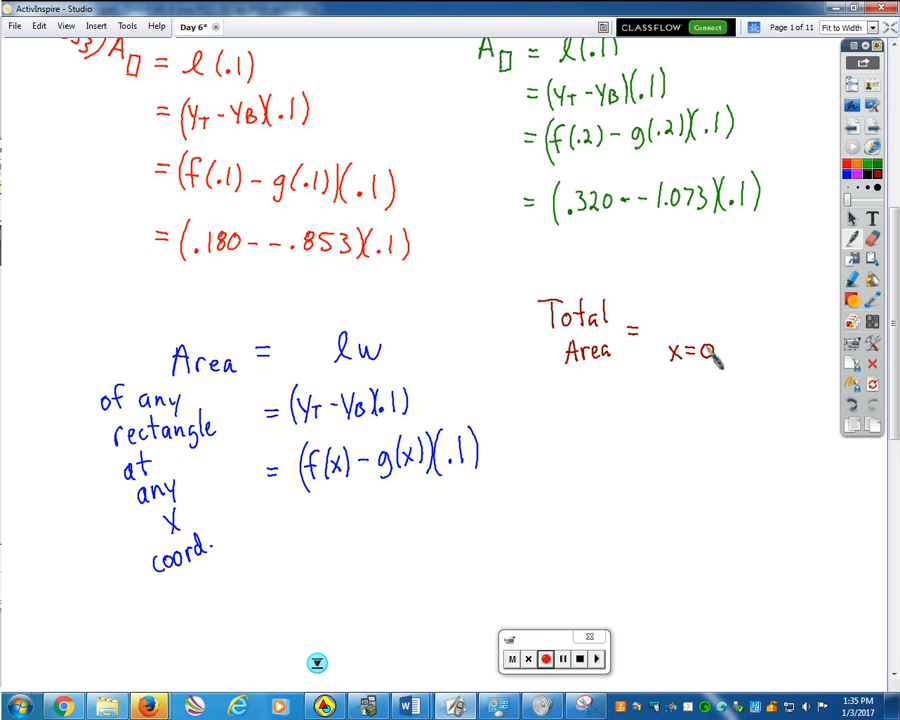 ActivInspire - Studio
File Edit Insert Tools Help
Day 6*
CLASSFLOW Connect
Page 1 of 11
Fit to Width
A▯ = l(.1)
= (yT - yB)(.1)
= (f(.1) - g(.1))(.1)
= (.180 - - .853)(.1)
A▯ = l(.1)
= (yT - yB)(.1)
= (f(.2) - g(.2))(.1)
= (.320 - - 1.073)(.1)
Area = lw
of any
rectangle
at
any
x
coord.
= (yT - yB)(.1)
= (f(x) - g(x))(.1)
Total
Area =
x=0
M
1:35 PM
1/3/2017